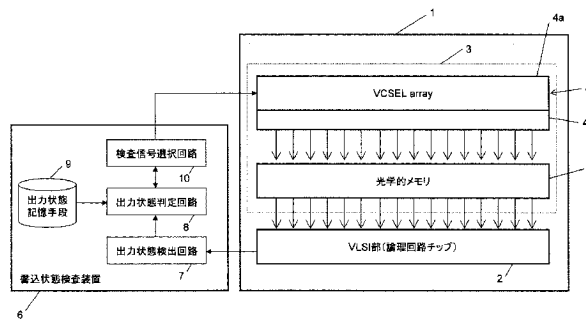 1
3
4a
VCSEL array
4
検査信号選択回路
10
9
出力状態
記憶手段
出力状態判定回路
8
光学的メモリ
出力状態検出回路
7
VLSI部(論理回路チップ)
2
書込状態検査装置
6